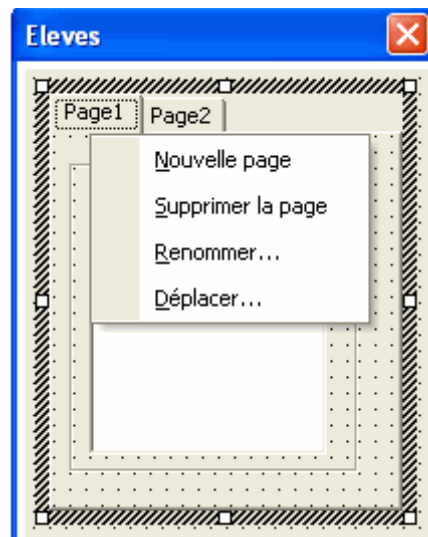 Eleves
Page1 Page2
Nouvelle page
Supprimer la page
Renommer...
Déplacer...